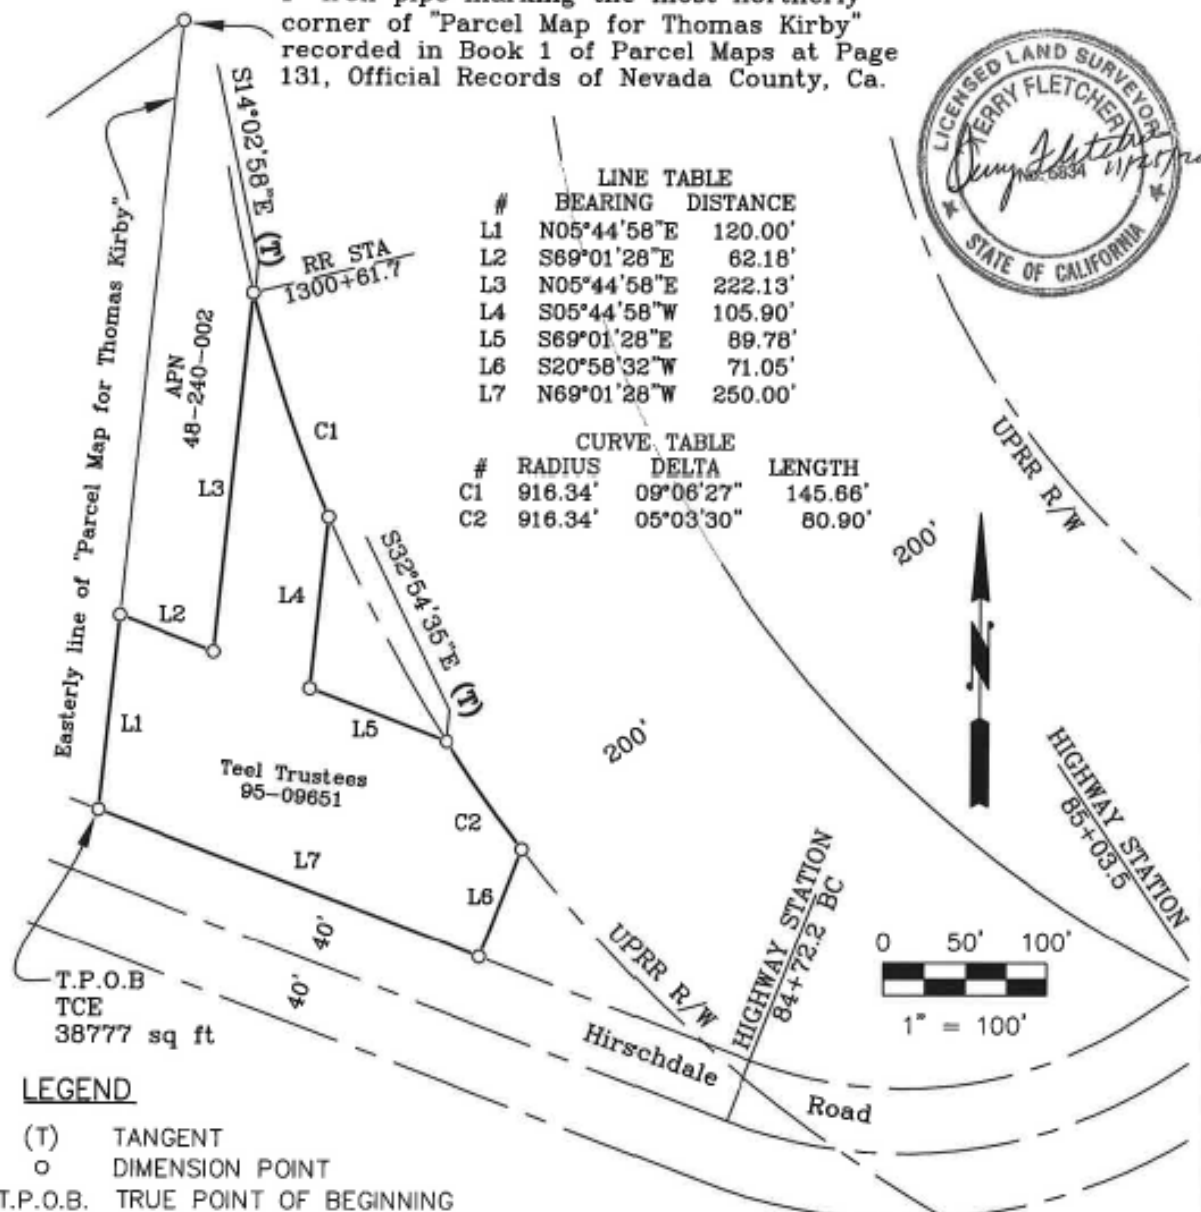 corner of "Parcel Map for Thomas Kirby"
recorded in Book 1 of Parcel Maps at Page
131, Official Records of Nevada County, Ca.
LICENSED LAND SURVEYOR
FLETCHER
No. 5834
STATE OF CALIFORNIA
S14°02'58"E (T)
RR STA
1300+61.7
Easterly line of "Parcel Map for Thomas Kirby"
APN
48-240-002
LINE TABLE
# BEARING DISTANCE
L1 N05°44'58"E 120.00'
L2 S69°01'28"E 62.18'
L3 N05°44'58"E 222.13'
L4 S05°44'58"W 105.90'
L5 S69°01'28"E 89.78'
L6 S20°58'32"W 71.05'
L7 N69°01'28"W 250.00'
CURVE TABLE
# RADIUS DELTA LENGTH
C1 916.34' 09°06'27" 145.66'
C2 916.34' 05°03'30" 80.90'
C1
L3
L4
L2
L1
L5
S32°54'35"E (T)
UPRR R/W
200'
200'
N
Teel Trustees
95-09651
C2
L7
L6
40'
40'
UPRR R/W
HIGHWAY STATION
84+72.2 BC
HIGHWAY STATION
85+03.5
0 50' 100'
1" = 100'
Hirschdale Road
T.P.O.B
TCE
38777 sq ft
LEGEND
(T) TANGENT
o DIMENSION POINT
T.P.O.B. TRUE POINT OF BEGINNING